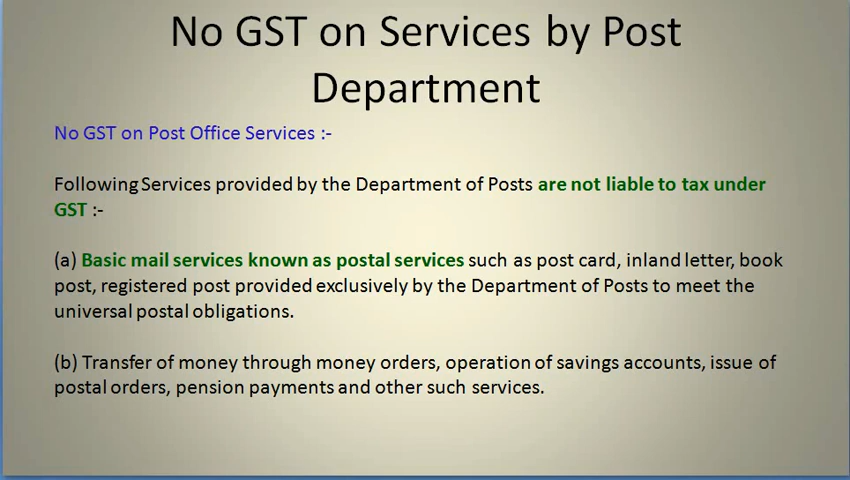 No GST on Services by Post
Department
No GST on Post Office Services :-
Following Services provided by the Department of Posts are not liable to tax under
GST :-
(a) Basic mail services known as postal services such as post card, inland letter, book
post, registered post provided exclusively by the Department of Posts to meet the
universal postal obligations.
(b) Transfer of money through money orders, operation of savings accounts, issue of
postal orders, pension payments and other such services.